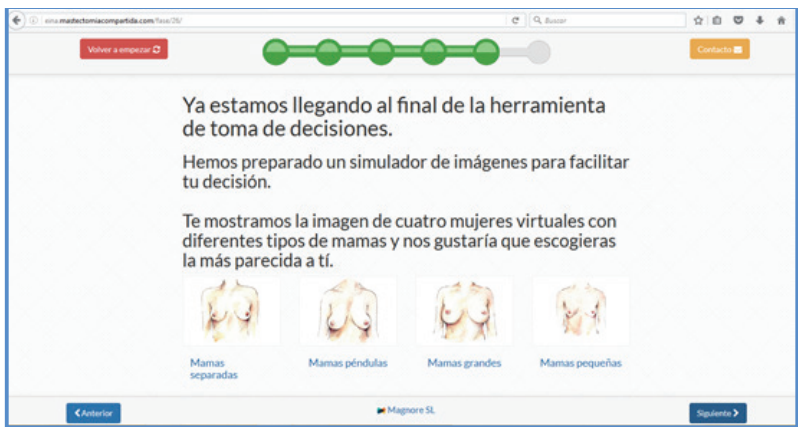 eina.mastectomiacompartida.com/fase/26/
Buscar
Volver a empezar
Contacto
Ya estamos llegando al final de la herramienta
de toma de decisiones.
Hemos preparado un simulador de imágenes para facilitar
tu decisión.
Te mostramos la imagen de cuatro mujeres virtuales con
diferentes tipos de mamas y nos gustaría que escogieras
la más parecida a tí.
Mamas
separadas
Mamas péndulas
Mamas grandes
Mamas pequeñas
Anterior
Magnore SL
Siguiente